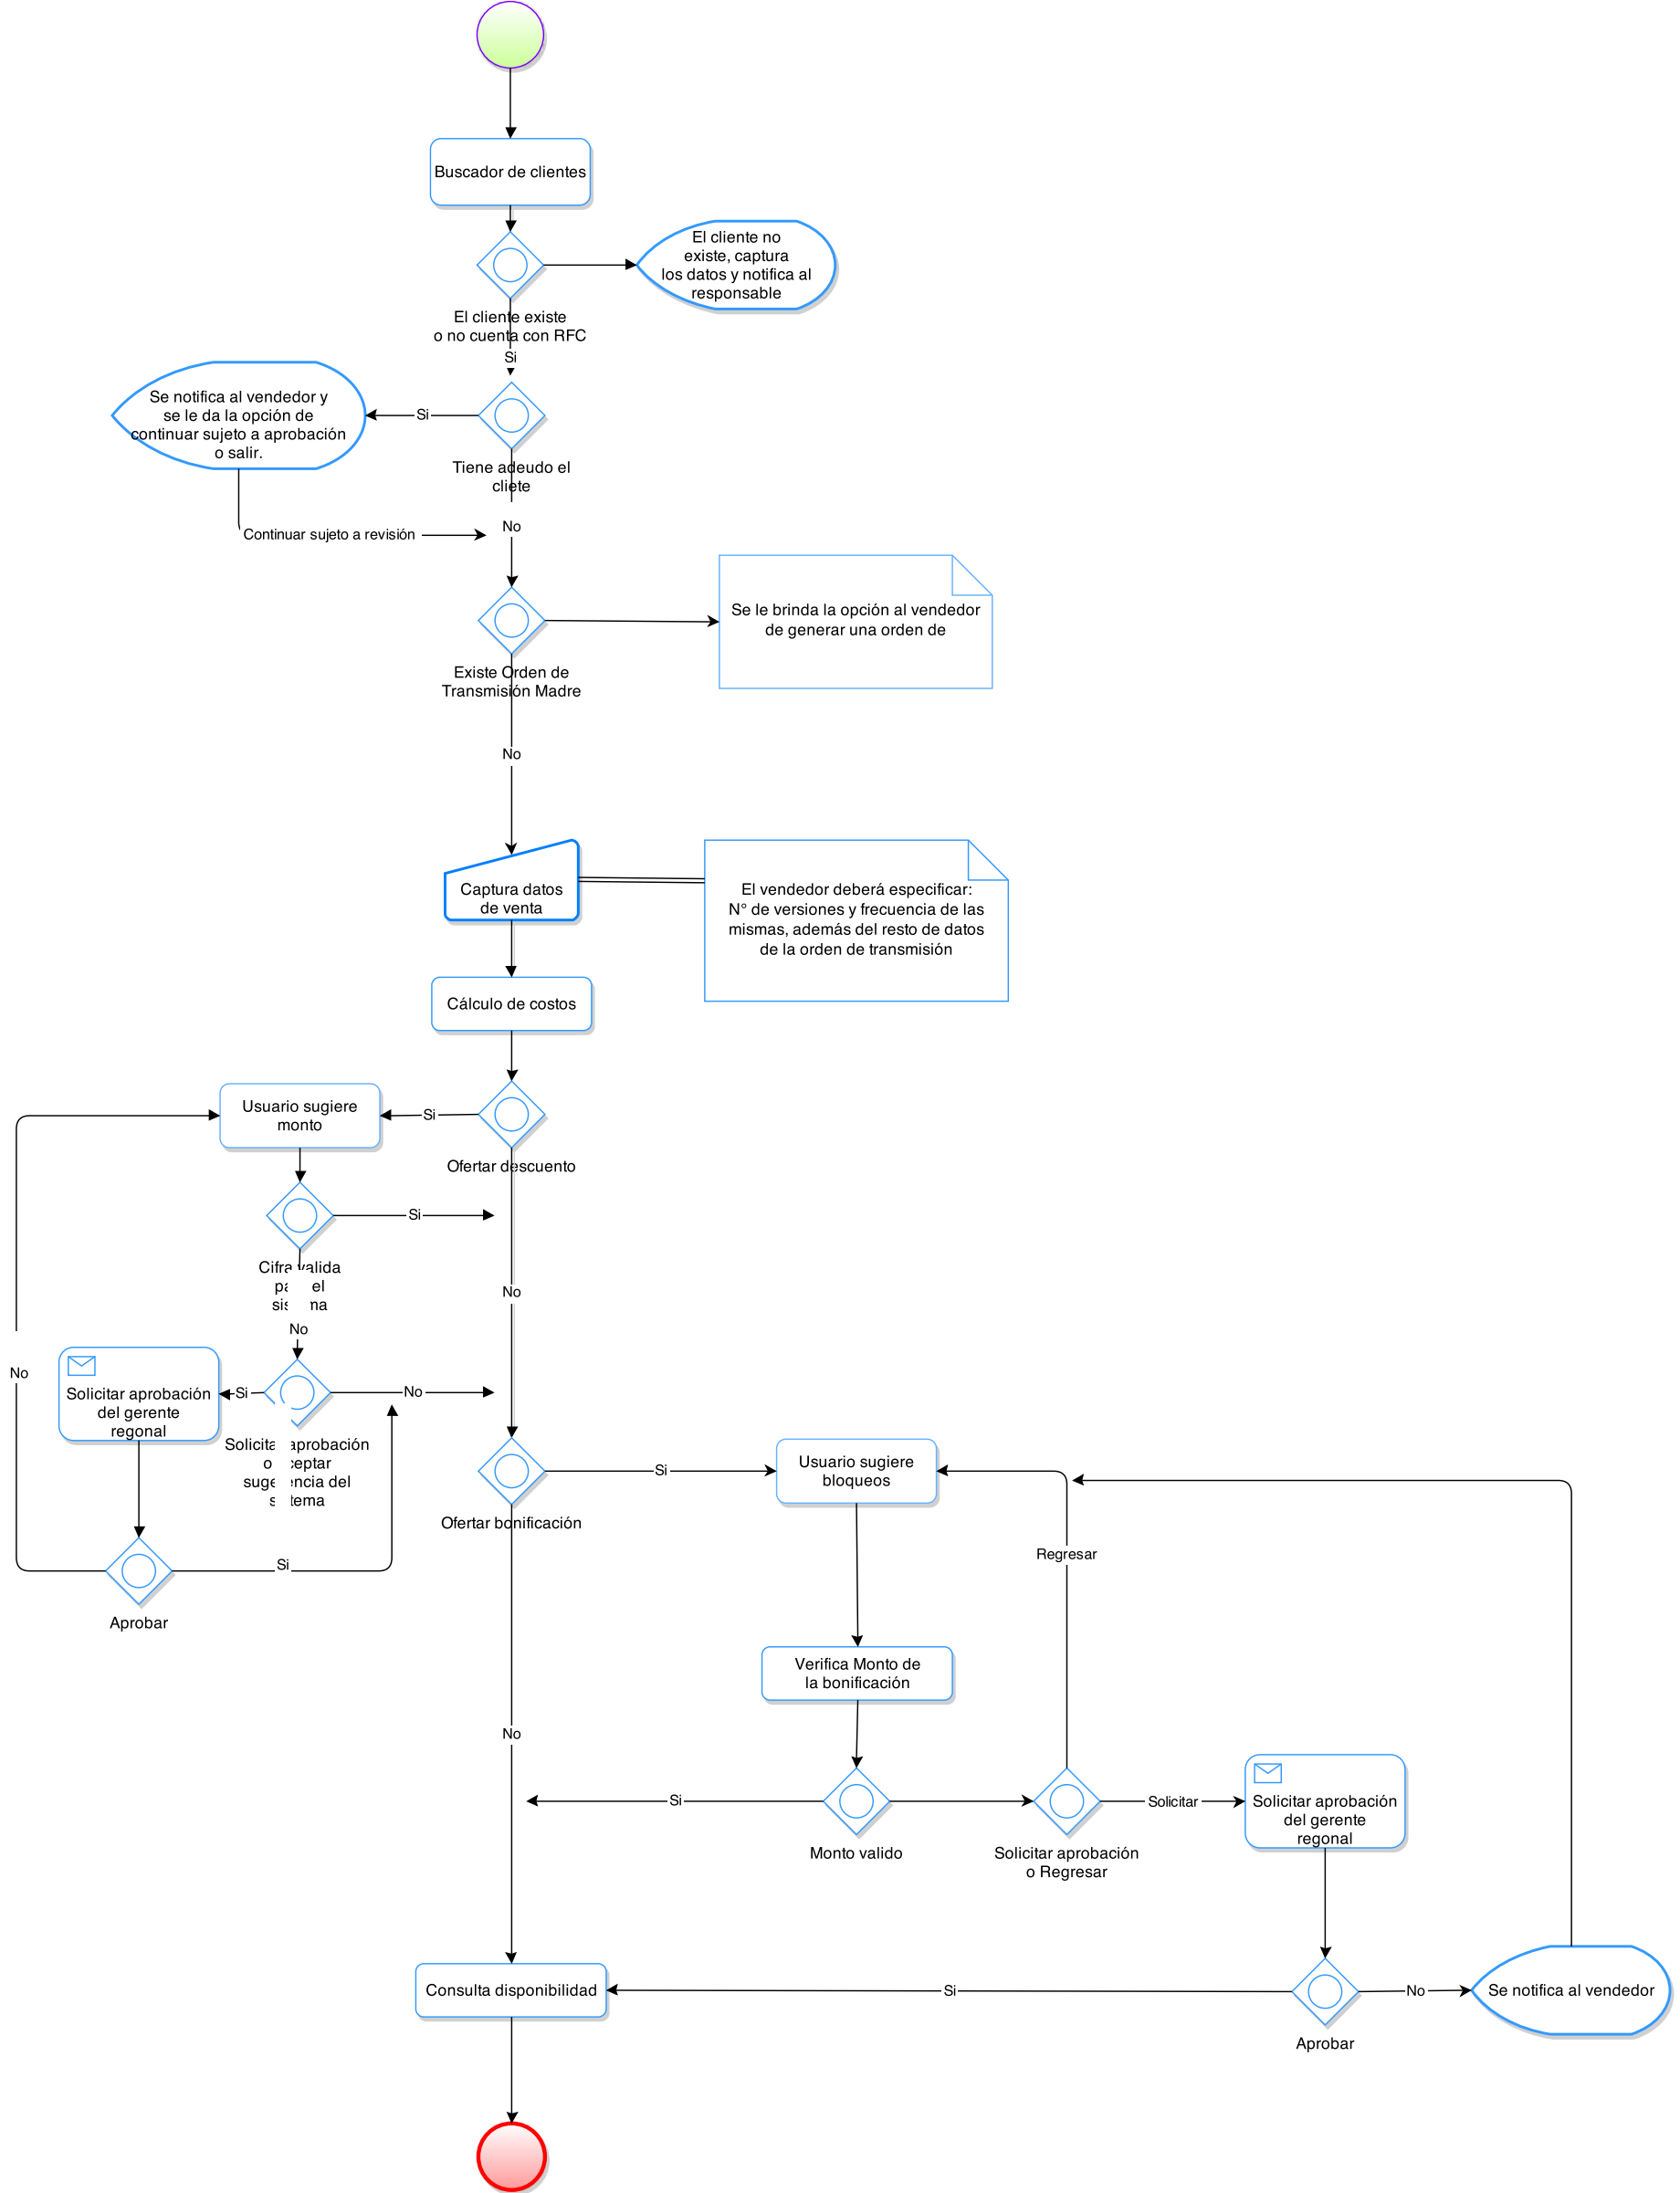 Buscador de clientes
El cliente no
existe, captura
los datos y notifica al
responsable
El cliente existe
o no cuenta con RFC
Si
Se notifica al vendedor y
se le da la opción de
continuar sujeto a aprobación
o salir.
Si
Tiene adeudo el
cliete
Continuar sujeto a revisión
No
Se le brinda la opción al vendedor
de generar una orden de
Existe Orden de
Transmisión Madre
No
Captura datos
de venta
El vendedor deberá especificar:
N° de versiones y frecuencia de las
mismas, además del resto de datos
de la orden de transmisión
Cálculo de costos
Usuario sugiere
monto
Si
Ofertar descuento
Si
Cifra valida
el
No
No
No
Solicitar aprobación
del gerente
regonal
Si
No
aprobación
sistema
del
Si
Aprobar
Ofertar bonificación
Si
Usuario sugiere
bloqueos
Regresar
Verifica Monto de
la bonificación
No
Si
Monto valido
Solicitar aprobación
o Regresar
Solicitar
Solicitar aprobación
del gerente
regonal
Consulta disponibilidad
Si
Aprobar
No
Se notifica al vendedor